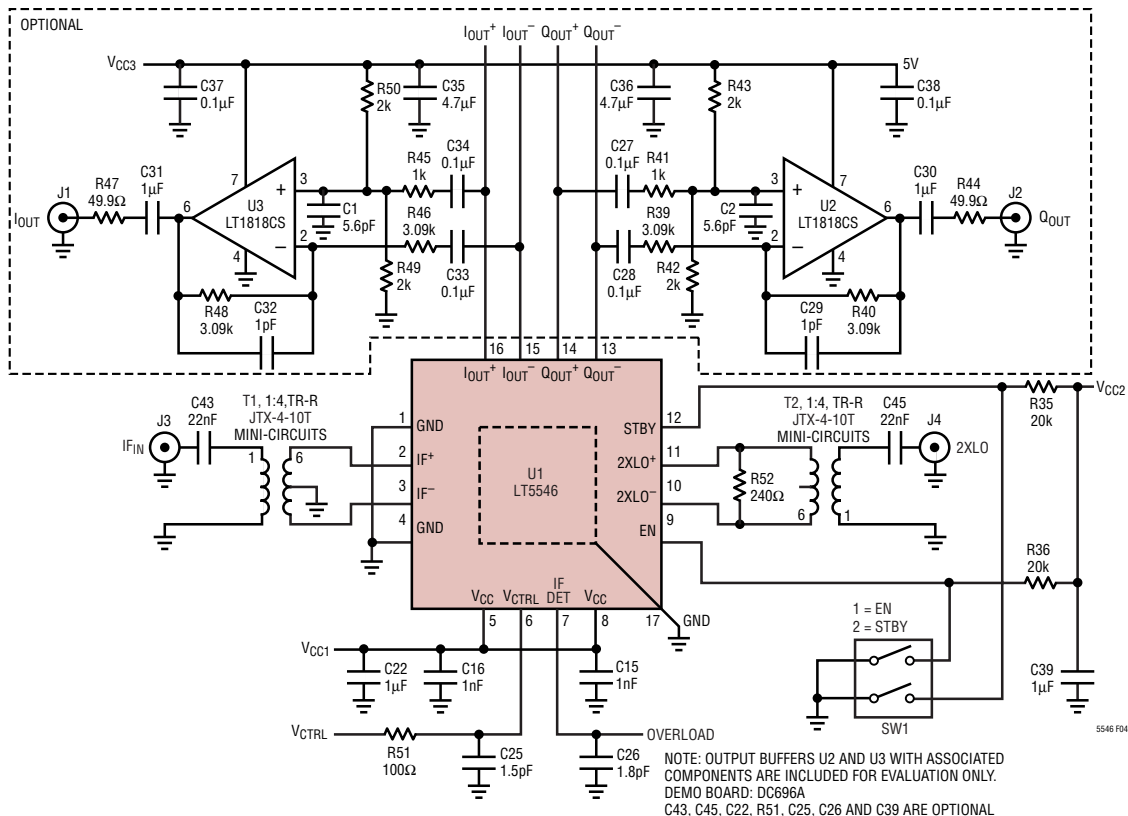 OPTIONAL
IOUT+ IOUT– QOUT+ QOUT–
VCC3
5V
C37
0.1µF
R50
2k
C35
4.7µF
C36
4.7µF
R43
2k
C38
0.1µF
J1
IOUT
R47
49.9Ω
C31
1µF
6
7
U3
LT1818CS
+
–
3
2
4
C1
5.6pF
R45
1k
C34
0.1µF
R46
3.09k
C33
0.1µF
R49
2k
R48
3.09k
C32
1pF
C27
0.1µF
R41
1k
R39
3.09k
C28
0.1µF
R42
2k
C2
5.6pF
3
2
+
–
U2
LT1818CS
7
6
4
C30
1µF
R44
49.9Ω
J2
QOUT
C29
1pF
R40
3.09k
16 15 14 13
IOUT+ IOUT– QOUT+ QOUT–
J3
IFIN
C43
22nF
T1, 1:4,TR-R
JTX-4-10T
MINI-CIRCUITS
1
6
1
GND
2
IF+
3
IF–
4
GND
U1
LT5546
STBY
12
2XLO+
11
2XLO–
10
EN
9
VCC VCTRL IF DET VCC
5 6 7 8 17 GND
R52
240Ω
T2, 1:4, TR-R
JTX-4-10T
MINI-CIRCUITS
6
1
C45
22nF
J4
2XLO
R35
20k
VCC2
R36
20k
1 = EN
2 = STBY
SW1
C39
1µF
VCC1
C22
1µF
C16
1nF
C15
1nF
VCTRL
R51
100Ω
C25
1.5pF
C26
1.8pF
OVERLOAD
5546 F04
NOTE: OUTPUT BUFFERS U2 AND U3 WITH ASSOCIATED
COMPONENTS ARE INCLUDED FOR EVALUATION ONLY.
DEMO BOARD: DC696A
C43, C45, C22, R51, C25, C26 AND C39 ARE OPTIONAL